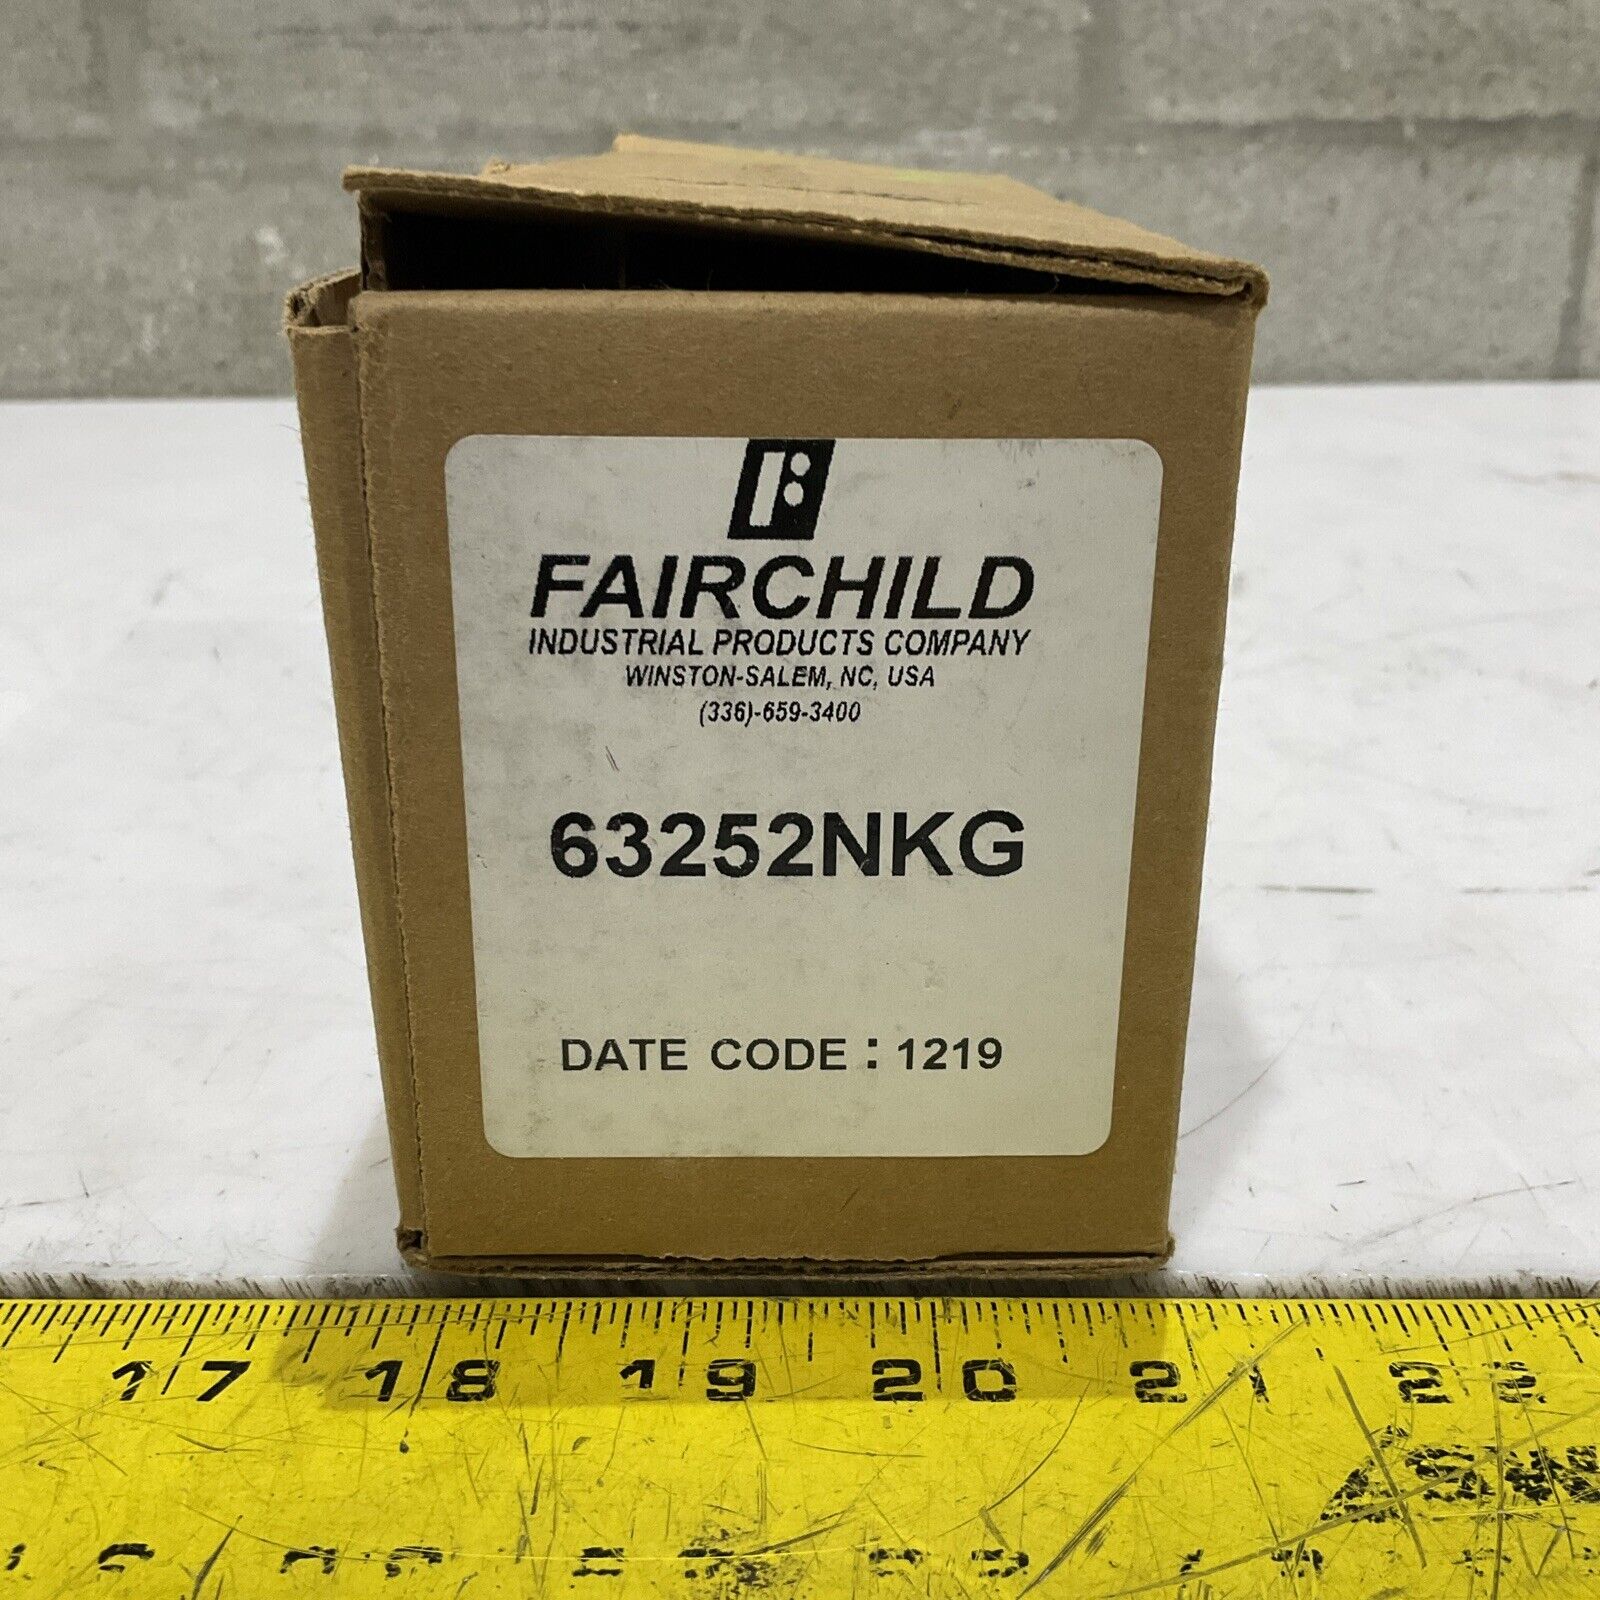 FAIRCHILD
INDUSTRIAL PRODUCTS COMPANY
WINSTON-SALEM, NC, USA
(336)-659-3400
63252NKG
DATE CODE : 1219
17 18 19 20 21 22